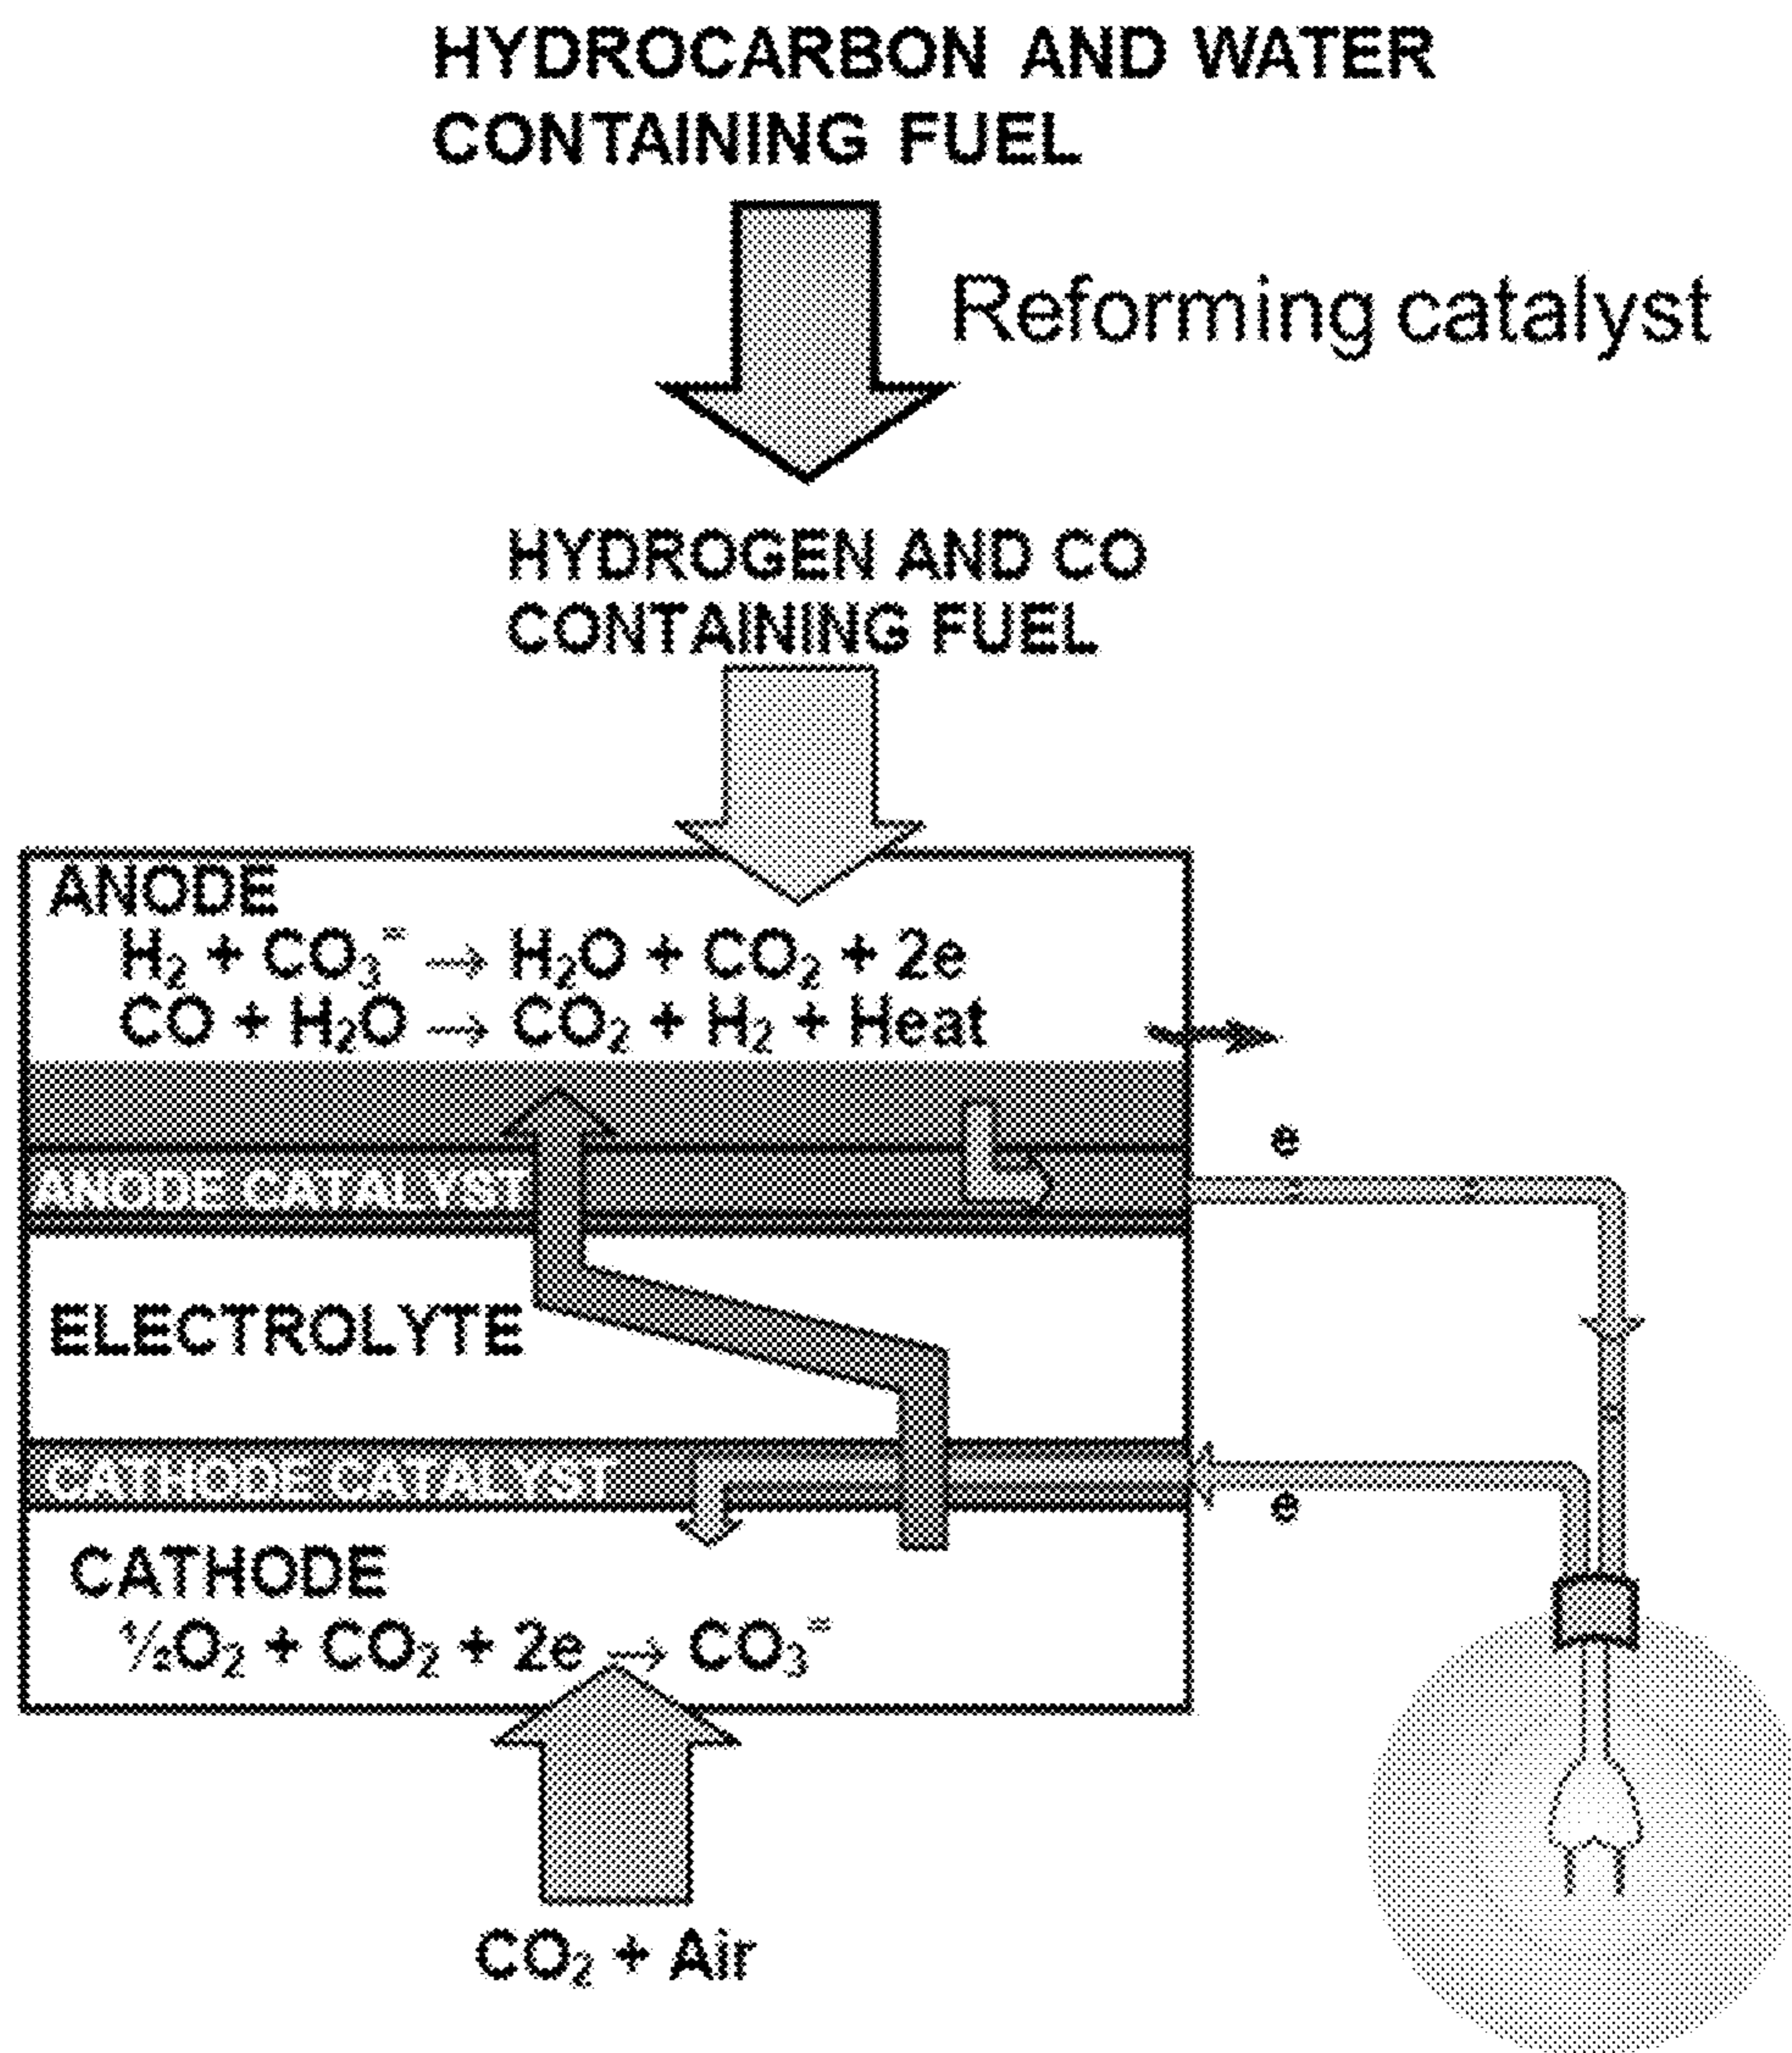 HYDROCARBON AND WATER
CONTAINING FUEL
Reforming catalyst
HYDROGEN AND CO
CONTAINING FUEL
ANODE
H₂ + CO₃⁼ → H₂O + CO₂ + 2e
CO + H₂O → CO₂ + H₂ + Heat
e
ANODE CATALYST
ELECTROLYTE
CATHODE CATALYST
e
CATHODE
½O₂ + CO₂ + 2e → CO₃⁼
CO₂ + Air